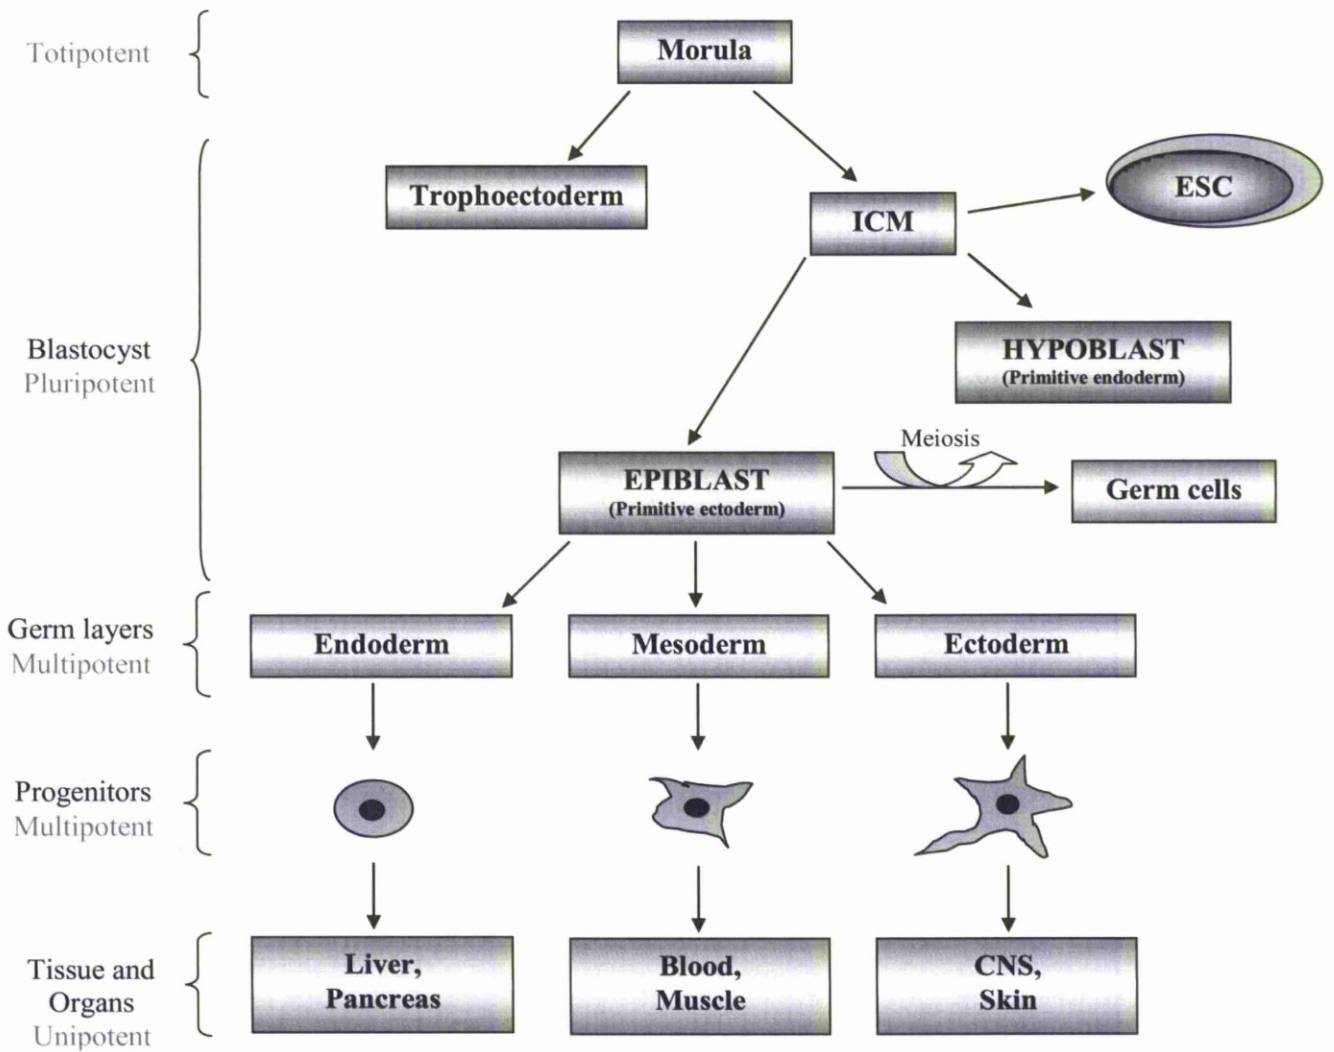 Totipotent
Morula
Trophoectoderm
ICM
ESC
Blastocyst
Pluripotent
HYPOBLAST
(Primitive endoderm)
Meiosis
EPIBLAST
(Primitive ectoderm)
Germ cells
Germ layers
Multipotent
Endoderm
Mesoderm
Ectoderm
Progenitors
Multipotent
Tissue and
Organs
Unipotent
Liver,
Pancreas
Blood,
Muscle
CNS,
Skin